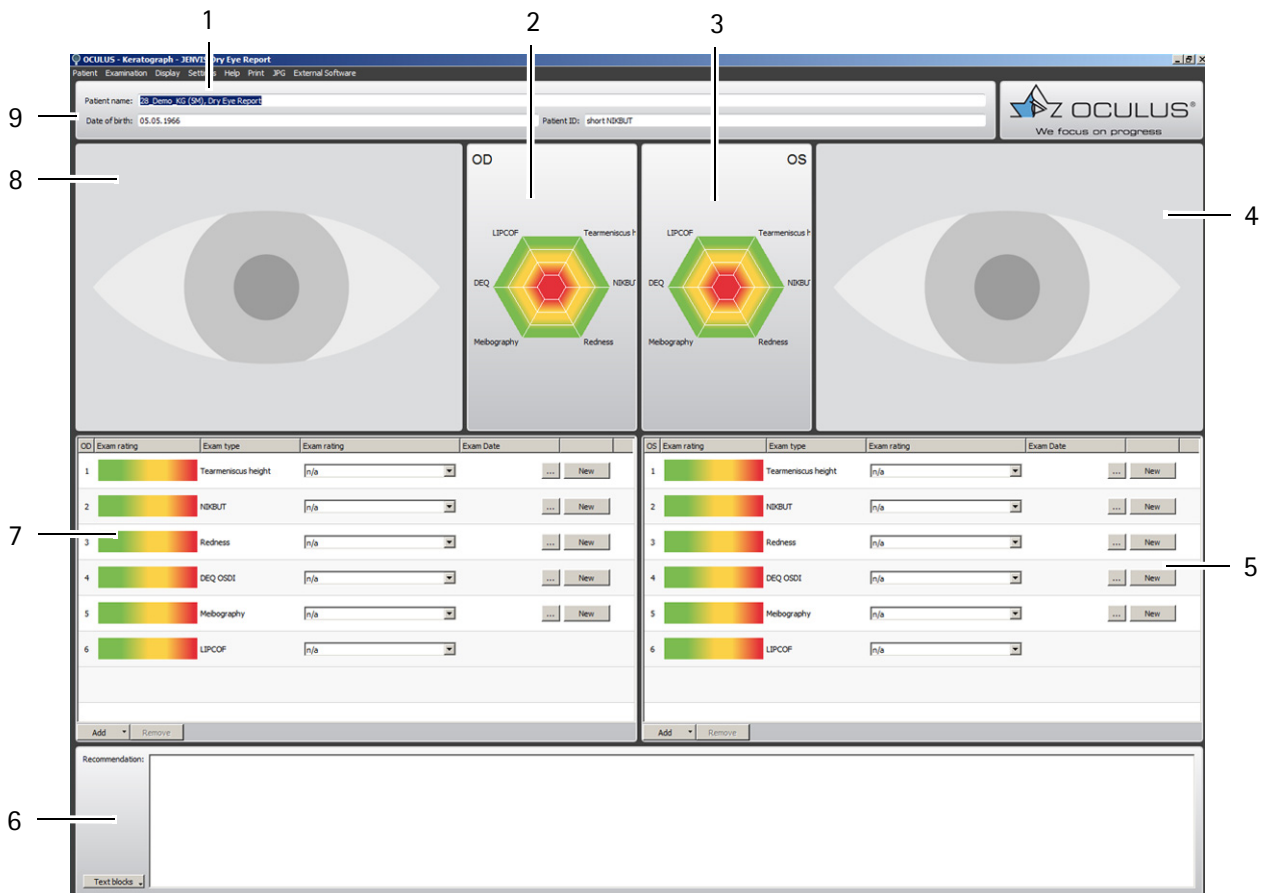 1 2 3
OCULUS - Keratograph - JENVIS Dry Eye Report
Patient Examination Display Settings Help Print JPG External Software
Patient name: 28_Demo_KG (5M), Dry Eye Report
9
Date of birth: 05.05.1966 Patient ID: short NIKBUT
OCULUS®
We focus on progress
8
OD
OS
4
LIPCOF Tearmeniscus h
DEQ NIKBUT
Meibography Redness
LIPCOF Tearmeniscus h
DEQ NIKBUT
Meibography Redness
OD Exam rating Exam type Exam rating Exam Date
1 Tearmeniscus height n/a ... New
2 NIKBUT n/a ... New
7
3 Redness n/a ... New
4 DEQ OSDI n/a ... New
5 Meibography n/a ... New
6 LIPCOF n/a
Add Remove
OS Exam rating Exam type Exam rating Exam Date
1 Tearmeniscus height n/a ... New
2 NIKBUT n/a ... New
3 Redness n/a ... New
4 DEQ OSDI n/a ... New
5
5 Meibography n/a ... New
6 LIPCOF n/a
Add Remove
Recommendation:
6
Text blocks